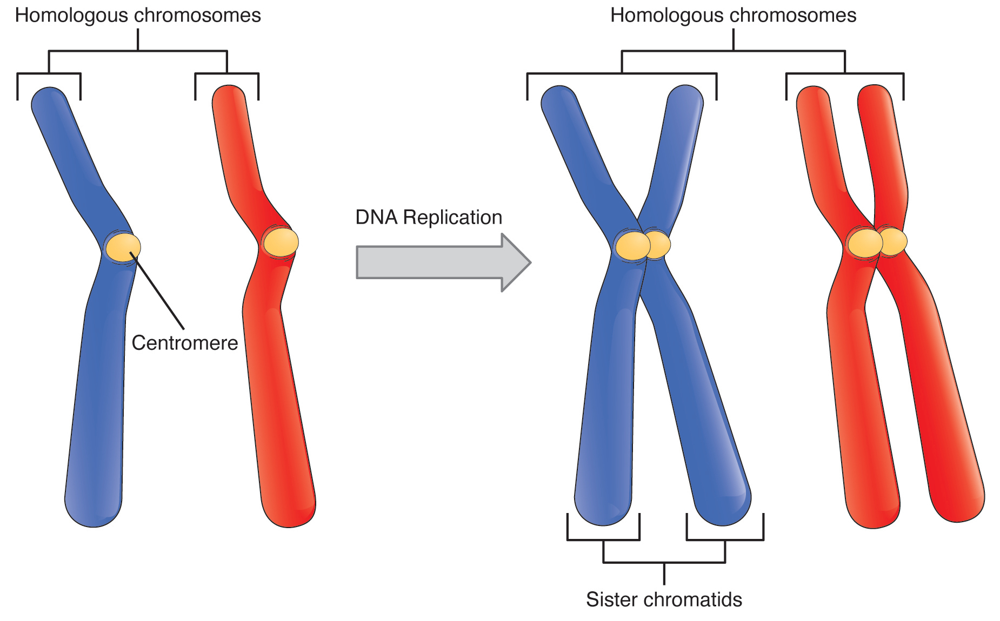 Homologous chromosomes
Homologous chromosomes
DNA Replication
Centromere
Sister chromatids